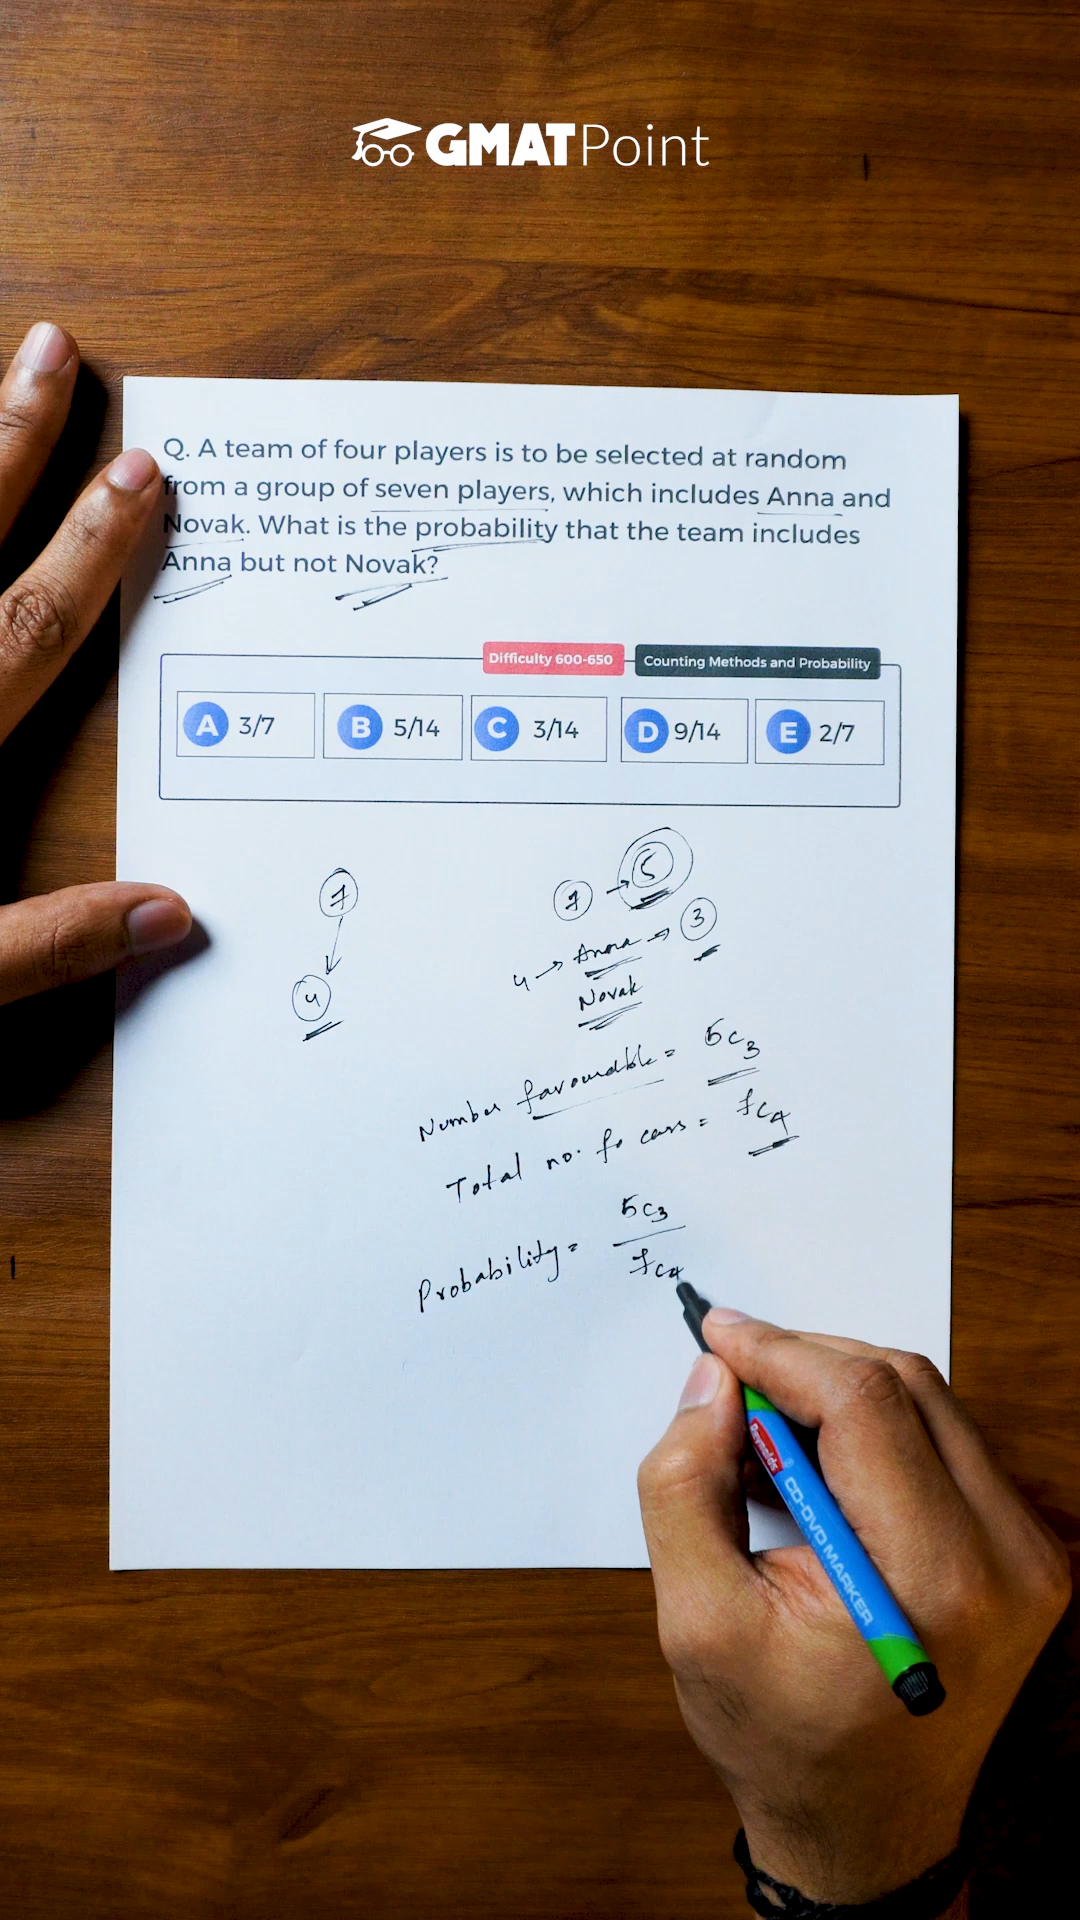 GMATPoint
Q. A team of four players is to be selected at random
from a group of seven players, which includes Anna and
Novak. What is the probability that the team includes
Anna but not Novak?
Difficulty 600-650
Counting Methods and Probability
A 3/7 B 5/14 C 3/14 D 9/14 E 2/7
7
4
7 → 5
4 → Anna → 3
Novak
Number favourable = 5C3
Total no. fo cases = 7C4
Probability = 5C3
7C4
Reynolds
CD-DVD MARKER